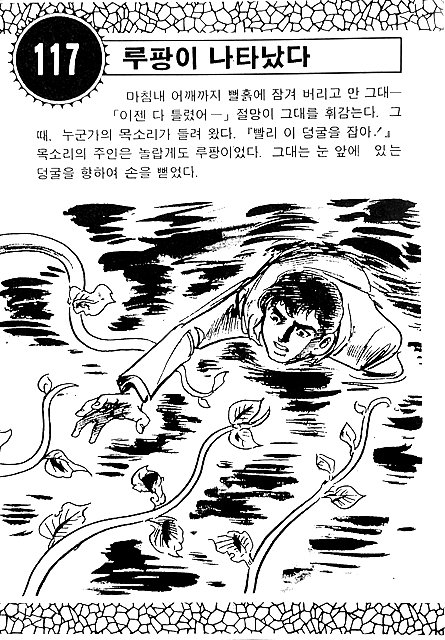 117
루팡이 나타났다
마침내 어깨까지 뻘흙에 잠겨 버리고 만 그대—
「이젠 다 틀렸어—」 절망이 그대를 휘감는다. 그
때, 누군가의 목소리가 들려 왔다. 『빨리 이 덩굴을 잡아!』
목소리의 주인은 놀랍게도 루팡이었다. 그대는 눈 앞에 있는
덩굴을 향하여 손을 뻗었다.